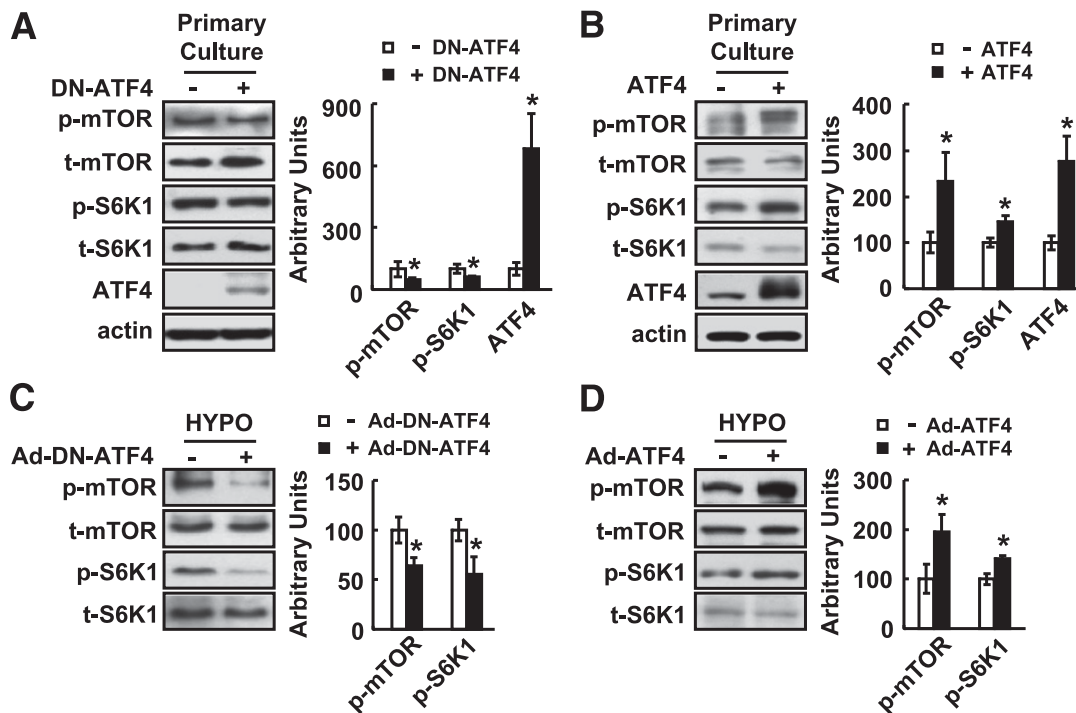 A
Primary
Culture
DN-ATF4 - +
p-mTOR
t-mTOR
p-S6K1
t-S6K1
ATF4
actin
- DN-ATF4
+ DN-ATF4
Arbitrary Units
900
600
300
0
* * *
p-mTOR
p-S6K1
ATF4
B
Primary
Culture
ATF4 - +
p-mTOR
t-mTOR
p-S6K1
t-S6K1
ATF4
actin
- ATF4
+ ATF4
Arbitrary Units
400
300
200
100
0
* * *
p-mTOR
p-S6K1
ATF4
C
HYPO
Ad-DN-ATF4 - +
p-mTOR
t-mTOR
p-S6K1
t-S6K1
- Ad-DN-ATF4
+ Ad-DN-ATF4
Arbitrary Units
150
100
50
0
* *
p-mTOR
p-S6K1
D
HYPO
Ad-ATF4 - +
p-mTOR
t-mTOR
p-S6K1
t-S6K1
- Ad-ATF4
+ Ad-ATF4
Arbitrary Units
300
200
100
0
* *
p-mTOR
p-S6K1